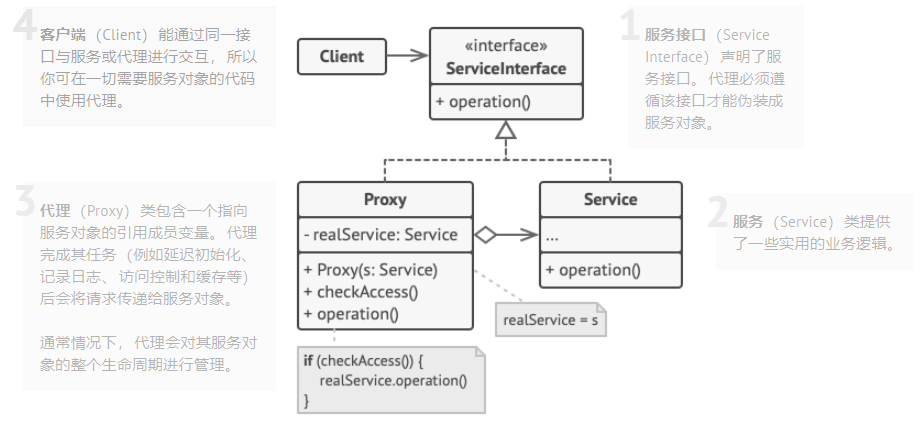 4
客户端（Client）能通过同一接
口与服务或代理进行交互，所以
你可在一切需要服务对象的代码
中使用代理。
Client
«interface»
ServiceInterface
+ operation()
1
服务接口（Service
Interface）声明了服
务接口。代理必须遵
循该接口才能伪装成
服务对象。
3
代理（Proxy）类包含一个指向
服务对象的引用成员变量。代理
完成其任务（例如延迟初始化、
记录日志、访问控制和缓存等）
后会将请求传递给服务对象。
通常情况下，代理会对其服务对
象的整个生命周期进行管理。
Proxy
- realService: Service
+ Proxy(s: Service)
+ checkAccess()
+ operation()
Service
...
+ operation()
2
服务（Service）类提供
了一些实用的业务逻辑。
realService = s
if (checkAccess()) {
realService.operation()
}